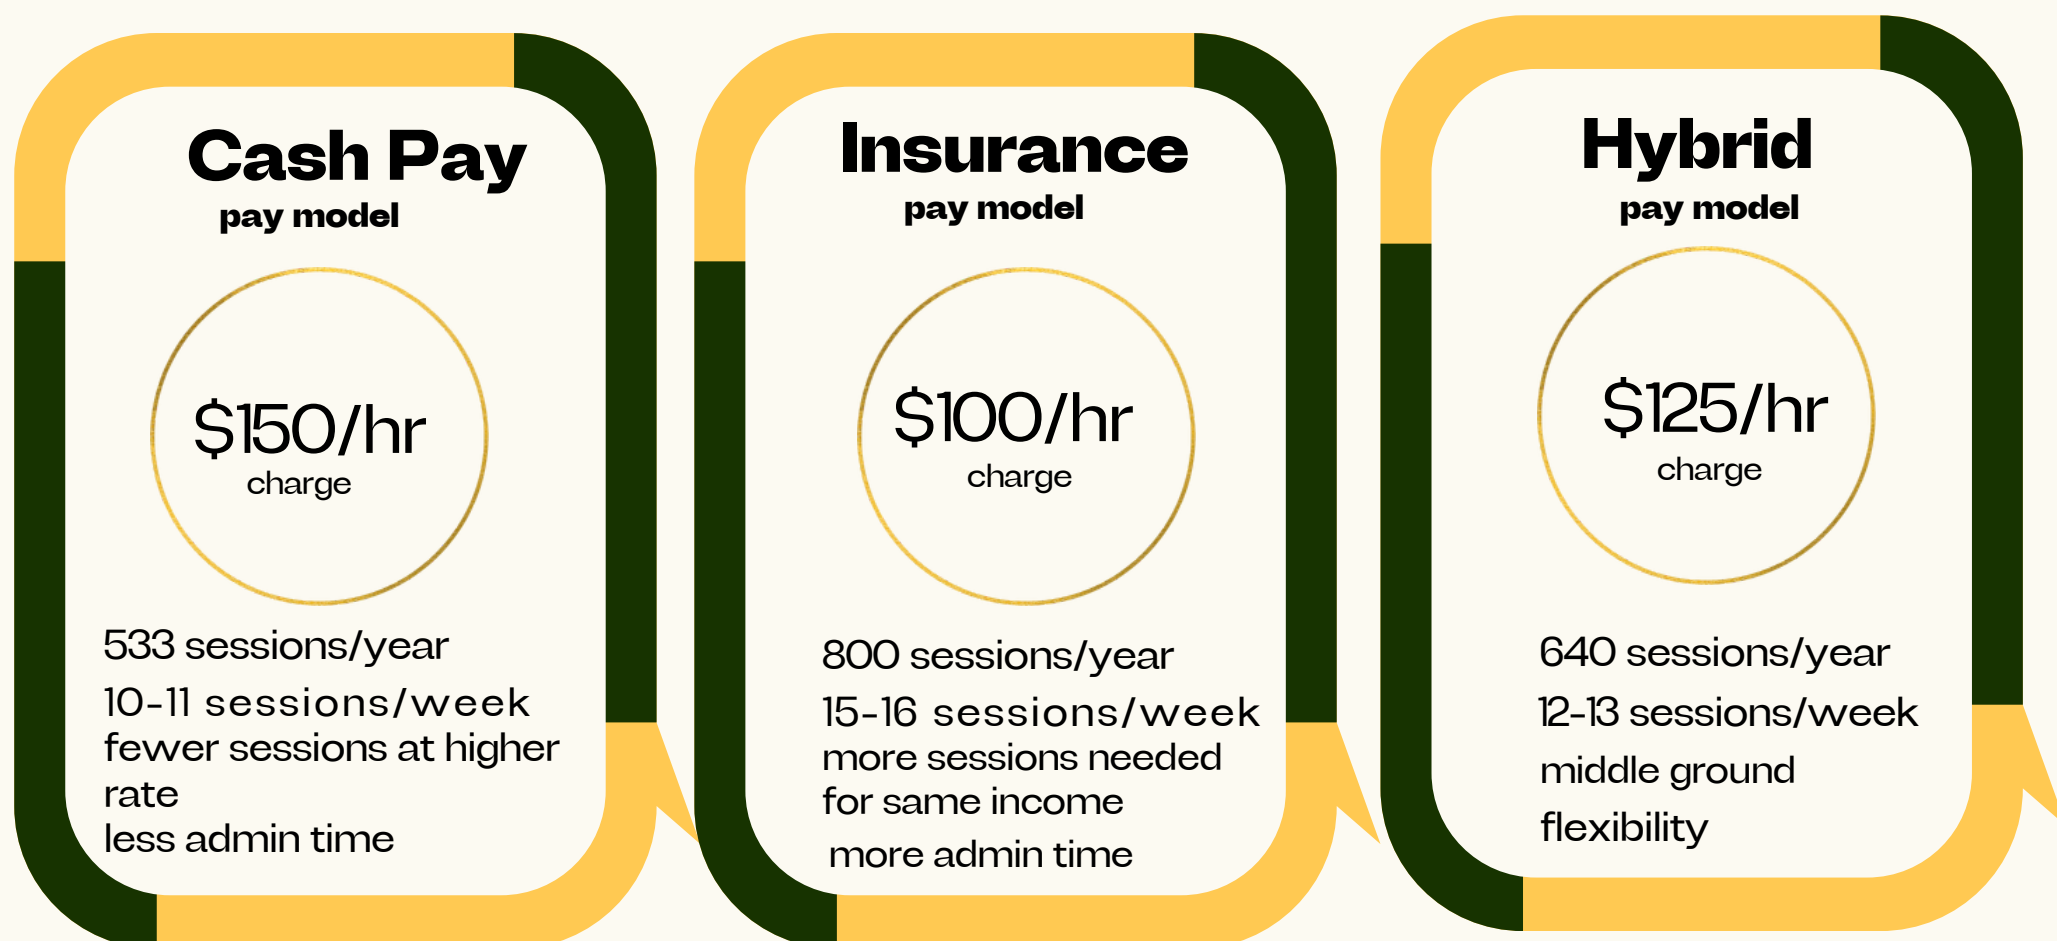 Cash Pay
pay model
$150/hr
charge
533 sessions/year
10-11 sessions/week
fewer sessions at higher
rate
less admin time
Insurance
pay model
$100/hr
charge
800 sessions/year
15-16 sessions/week
more sessions needed
for same income
more admin time
Hybrid
pay model
$125/hr
charge
640 sessions/year
12-13 sessions/week
middle ground
flexibility